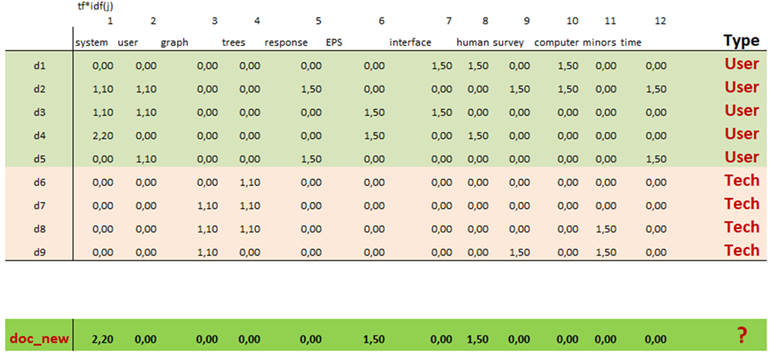 tf*idf(j)
1 2 3 4 5 6 7 8 9 10 11 12
system user graph trees response EPS interface human survey computer minors time Type
d1 0,00 0,00 0,00 0,00 0,00 0,00 1,50 1,50 0,00 1,50 0,00 0,00 User
d2 1,10 1,10 0,00 0,00 1,50 0,00 0,00 0,00 1,50 1,50 0,00 1,50 User
d3 1,10 1,10 0,00 0,00 0,00 1,50 1,50 0,00 0,00 0,00 0,00 0,00 User
d4 2,20 0,00 0,00 0,00 0,00 1,50 0,00 1,50 0,00 0,00 0,00 0,00 User
d5 0,00 1,10 0,00 0,00 1,50 0,00 0,00 0,00 0,00 0,00 0,00 1,50 User
d6 0,00 0,00 0,00 1,10 0,00 0,00 0,00 0,00 0,00 0,00 0,00 0,00 Tech
d7 0,00 0,00 1,10 1,10 0,00 0,00 0,00 0,00 0,00 0,00 0,00 0,00 Tech
d8 0,00 0,00 1,10 1,10 0,00 0,00 0,00 0,00 0,00 0,00 1,50 0,00 Tech
d9 0,00 0,00 1,10 0,00 0,00 0,00 0,00 0,00 1,50 0,00 1,50 0,00 Tech
doc_new 2,20 0,00 0,00 0,00 0,00 1,50 0,00 1,50 0,00 0,00 0,00 0,00 ?